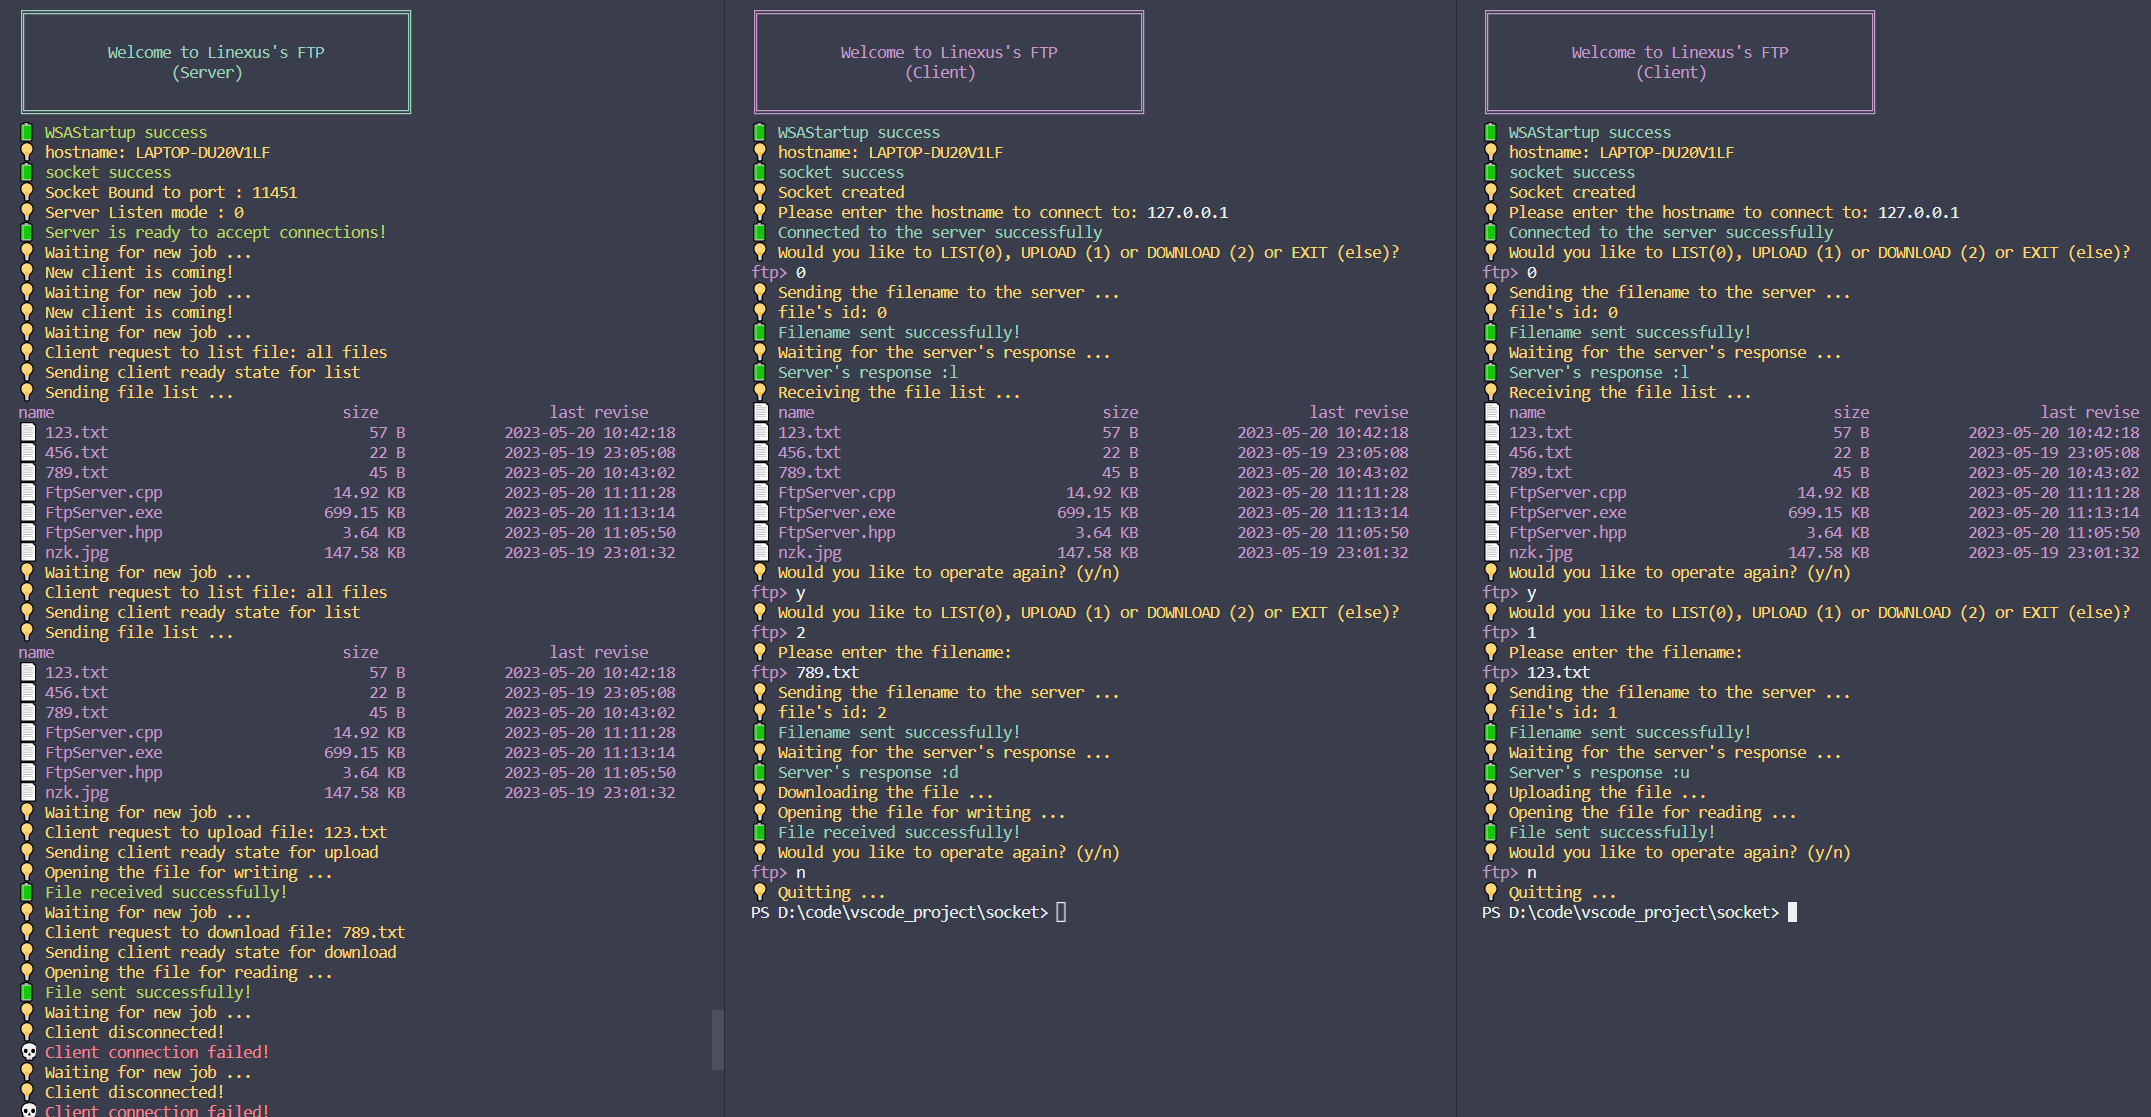 Welcome to Linexus's FTP
(Server)
WSAStartup success
hostname: LAPTOP-DU20V1LF
socket success
Socket Bound to port : 11451
Server Listen mode : 0
Server is ready to accept connections!
Waiting for new job ...
New client is coming!
Waiting for new job ...
New client is coming!
Waiting for new job ...
Client request to list file: all files
Sending client ready state for list
Sending file list ...
name size last revise
123.txt 57 B 2023-05-20 10:42:18
456.txt 22 B 2023-05-19 23:05:08
789.txt 45 B 2023-05-20 10:43:02
FtpServer.cpp 14.92 KB 2023-05-20 11:11:28
FtpServer.exe 699.15 KB 2023-05-20 11:13:14
FtpServer.hpp 3.64 KB 2023-05-20 11:05:50
nzk.jpg 147.58 KB 2023-05-19 23:01:32
Waiting for new job ...
Client request to list file: all files
Sending client ready state for list
Sending file list ...
name size last revise
123.txt 57 B 2023-05-20 10:42:18
456.txt 22 B 2023-05-19 23:05:08
789.txt 45 B 2023-05-20 10:43:02
FtpServer.cpp 14.92 KB 2023-05-20 11:11:28
FtpServer.exe 699.15 KB 2023-05-20 11:13:14
FtpServer.hpp 3.64 KB 2023-05-20 11:05:50
nzk.jpg 147.58 KB 2023-05-19 23:01:32
Waiting for new job ...
Client request to upload file: 123.txt
Sending client ready state for upload
Opening the file for writing ...
File received successfully!
Waiting for new job ...
Client request to download file: 789.txt
Sending client ready state for download
Opening the file for reading ...
File sent successfully!
Waiting for new job ...
Client disconnected!
Client connection failed!
Waiting for new job ...
Client disconnected!
Client connection failed!
Welcome to Linexus's FTP
(Client)
WSAStartup success
hostname: LAPTOP-DU20V1LF
socket success
Socket created
Please enter the hostname to connect to: 127.0.0.1
Connected to the server successfully
Would you like to LIST(0), UPLOAD (1) or DOWNLOAD (2) or EXIT (else)?
ftp> 0
Sending the filename to the server ...
file's id: 0
Filename sent successfully!
Waiting for the server's response ...
Server's response :l
Receiving the file list ...
name size last revise
123.txt 57 B 2023-05-20 10:42:18
456.txt 22 B 2023-05-19 23:05:08
789.txt 45 B 2023-05-20 10:43:02
FtpServer.cpp 14.92 KB 2023-05-20 11:11:28
FtpServer.exe 699.15 KB 2023-05-20 11:13:14
FtpServer.hpp 3.64 KB 2023-05-20 11:05:50
nzk.jpg 147.58 KB 2023-05-19 23:01:32
Would you like to operate again? (y/n)
ftp> y
Would you like to LIST(0), UPLOAD (1) or DOWNLOAD (2) or EXIT (else)?
ftp> 2
Please enter the filename:
ftp> 789.txt
Sending the filename to the server ...
file's id: 2
Filename sent successfully!
Waiting for the server's response ...
Server's response :d
Downloading the file ...
Opening the file for writing ...
File received successfully!
Would you like to operate again? (y/n)
ftp> n
Quitting ...
PS D:\code\vscode_project\socket>
Welcome to Linexus's FTP
(Client)
WSAStartup success
hostname: LAPTOP-DU20V1LF
socket success
Socket created
Please enter the hostname to connect to: 127.0.0.1
Connected to the server successfully
Would you like to LIST(0), UPLOAD (1) or DOWNLOAD (2) or EXIT (else)?
ftp> 0
Sending the filename to the server ...
file's id: 0
Filename sent successfully!
Waiting for the server's response ...
Server's response :l
Receiving the file list ...
name size last revise
123.txt 57 B 2023-05-20 10:42:18
456.txt 22 B 2023-05-19 23:05:08
789.txt 45 B 2023-05-20 10:43:02
FtpServer.cpp 14.92 KB 2023-05-20 11:11:28
FtpServer.exe 699.15 KB 2023-05-20 11:13:14
FtpServer.hpp 3.64 KB 2023-05-20 11:05:50
nzk.jpg 147.58 KB 2023-05-19 23:01:32
Would you like to operate again? (y/n)
ftp> y
Would you like to LIST(0), UPLOAD (1) or DOWNLOAD (2) or EXIT (else)?
ftp> 1
Please enter the filename:
ftp> 123.txt
Sending the filename to the server ...
file's id: 1
Filename sent successfully!
Waiting for the server's response ...
Server's response :u
Uploading the file ...
Opening the file for reading ...
File sent successfully!
Would you like to operate again? (y/n)
ftp> n
Quitting ...
PS D:\code\vscode_project\socket>